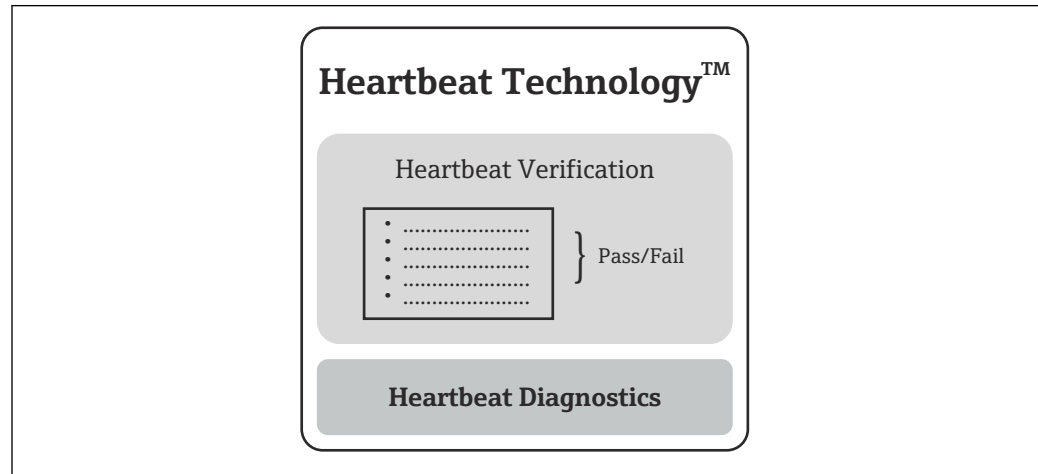 Heartbeat Technology™
Heartbeat Verification
• .......................
• .......................
• .......................
• .......................
• .......................
} Pass/Fail
Heartbeat Diagnostics